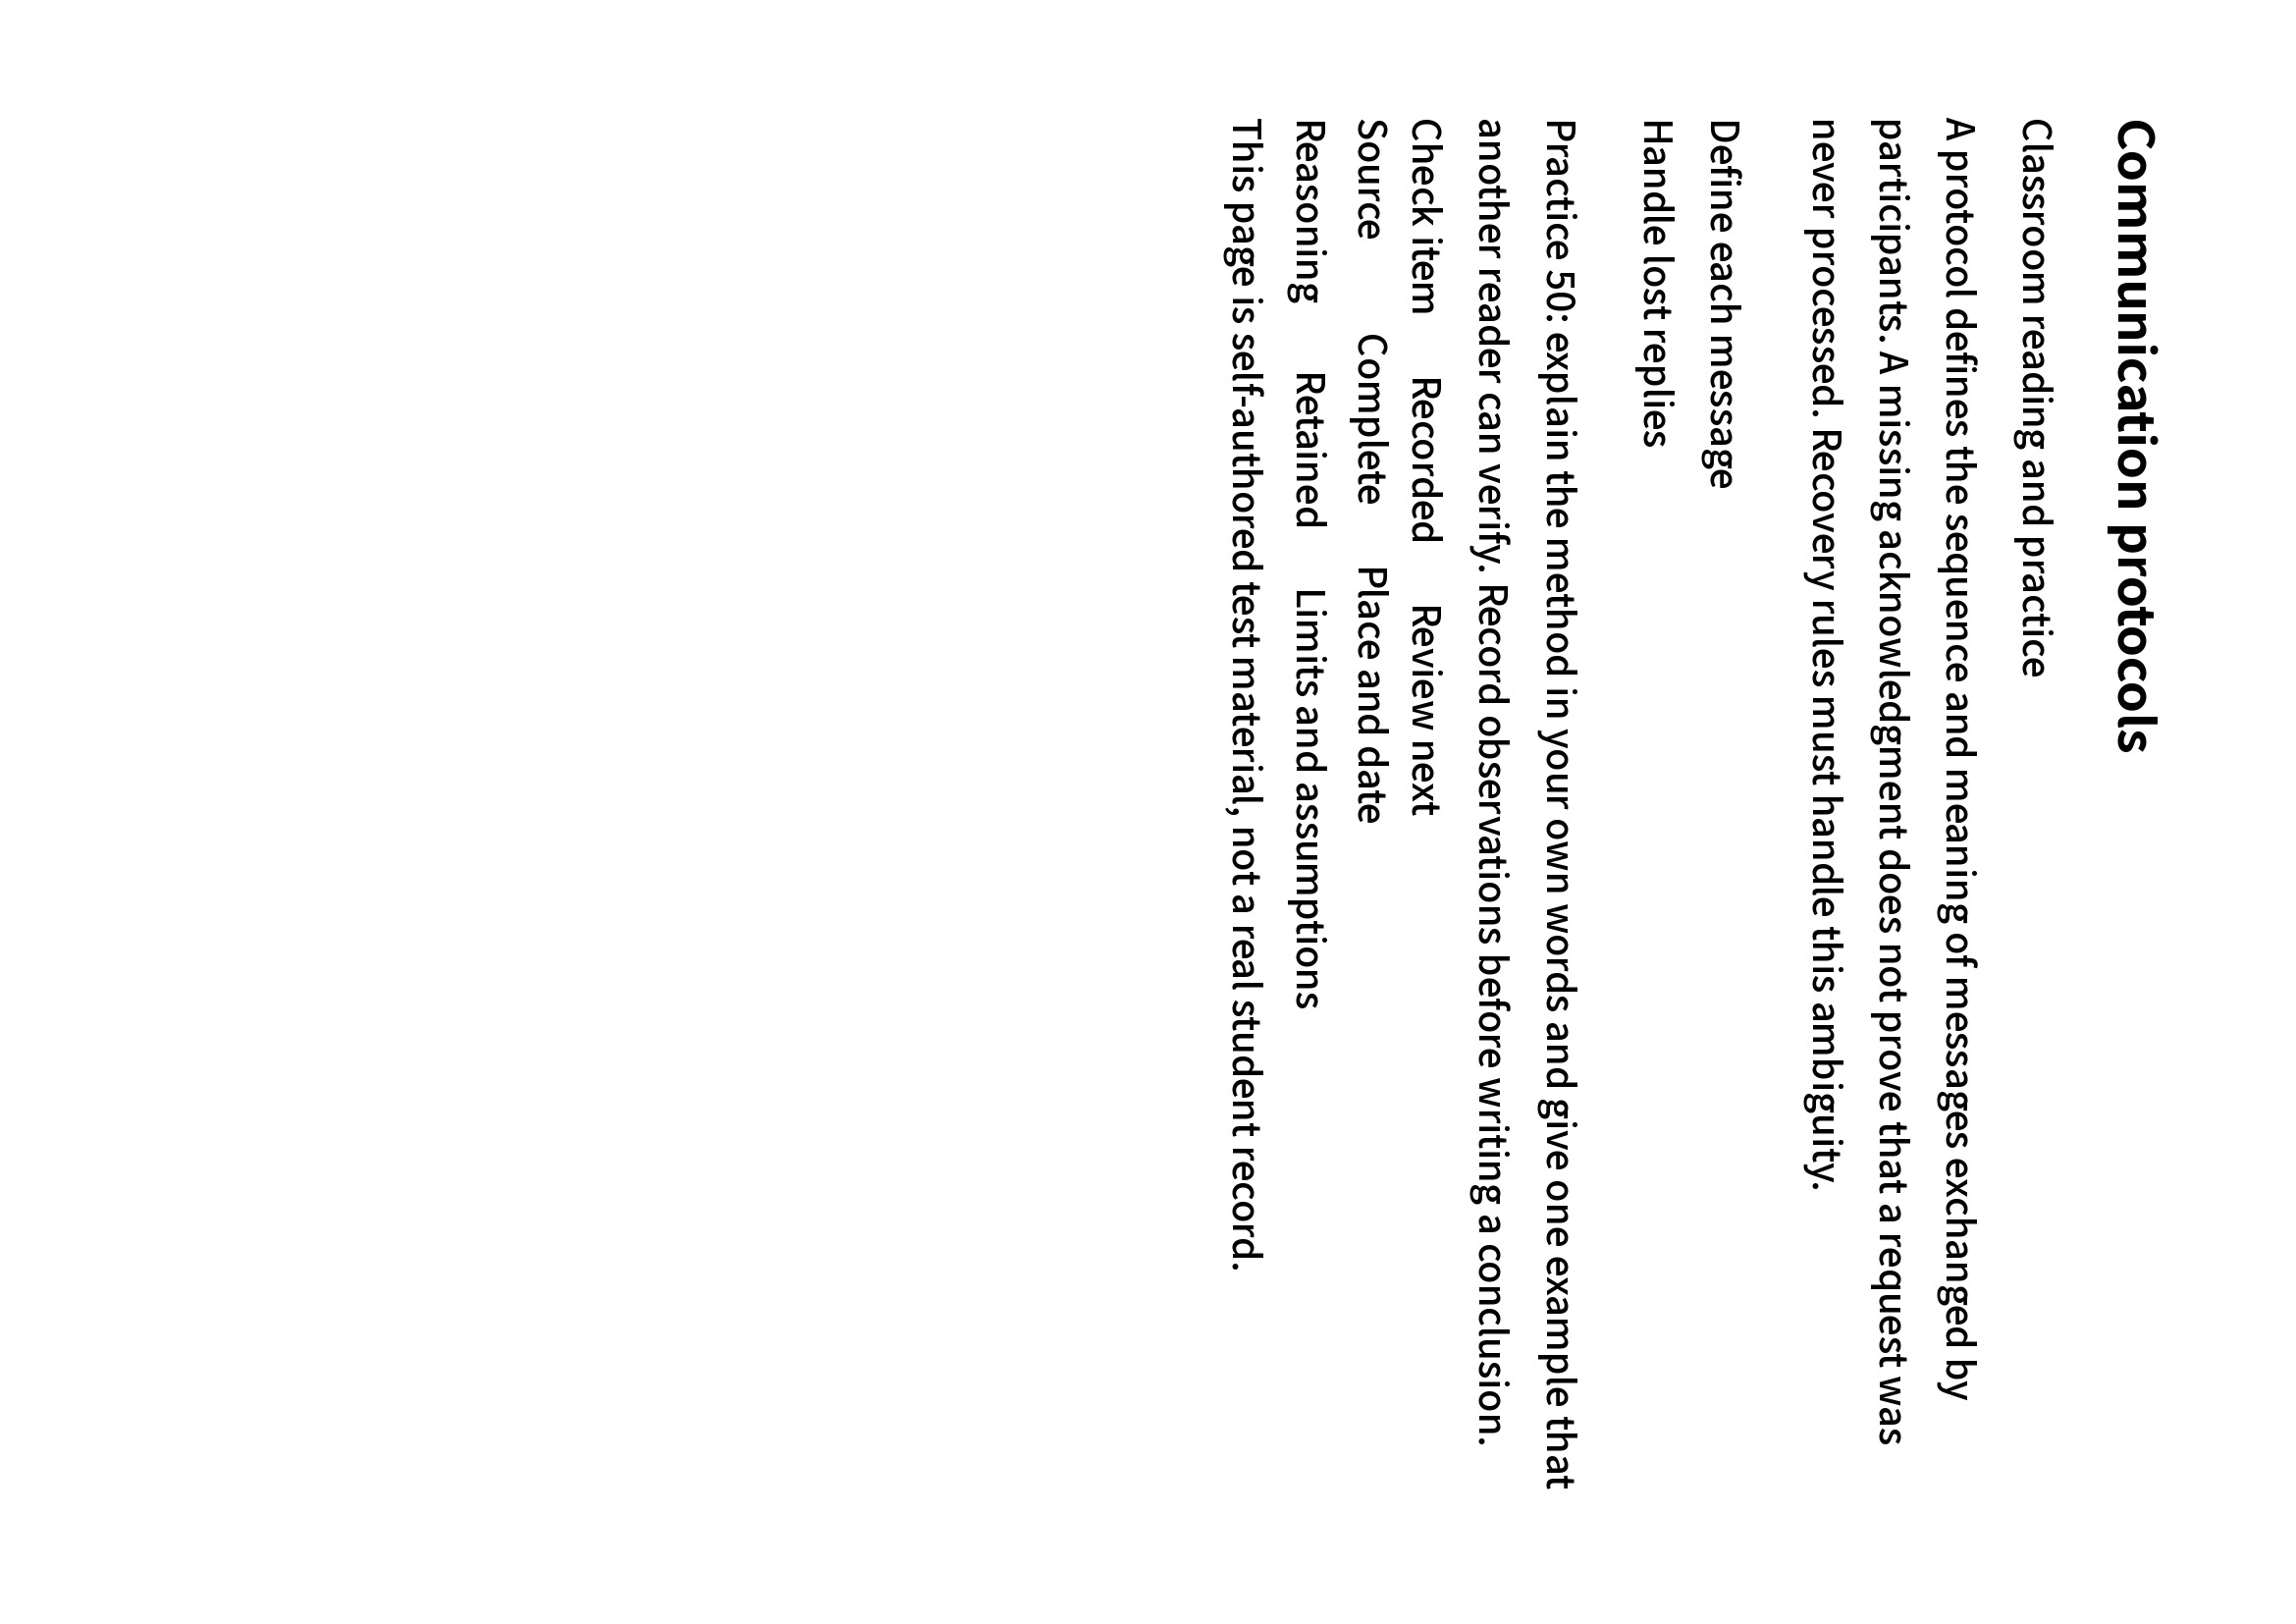 Communication protocols
Classroom reading and practice
A protocol defines the sequence and meaning of messages exchanged by
participants. A missing acknowledgment does not prove that a request was
never processed. Recovery rules must handle this ambiguity.
Define each message
Handle lost replies
Practice 50: explain the method in your own words and give one example that
another reader can verify. Record observations before writing a conclusion.
Check item Recorded Review next
Source Complete Place and date
Reasoning Retained Limits and assumptions
This page is self-authored test material, not a real student record.